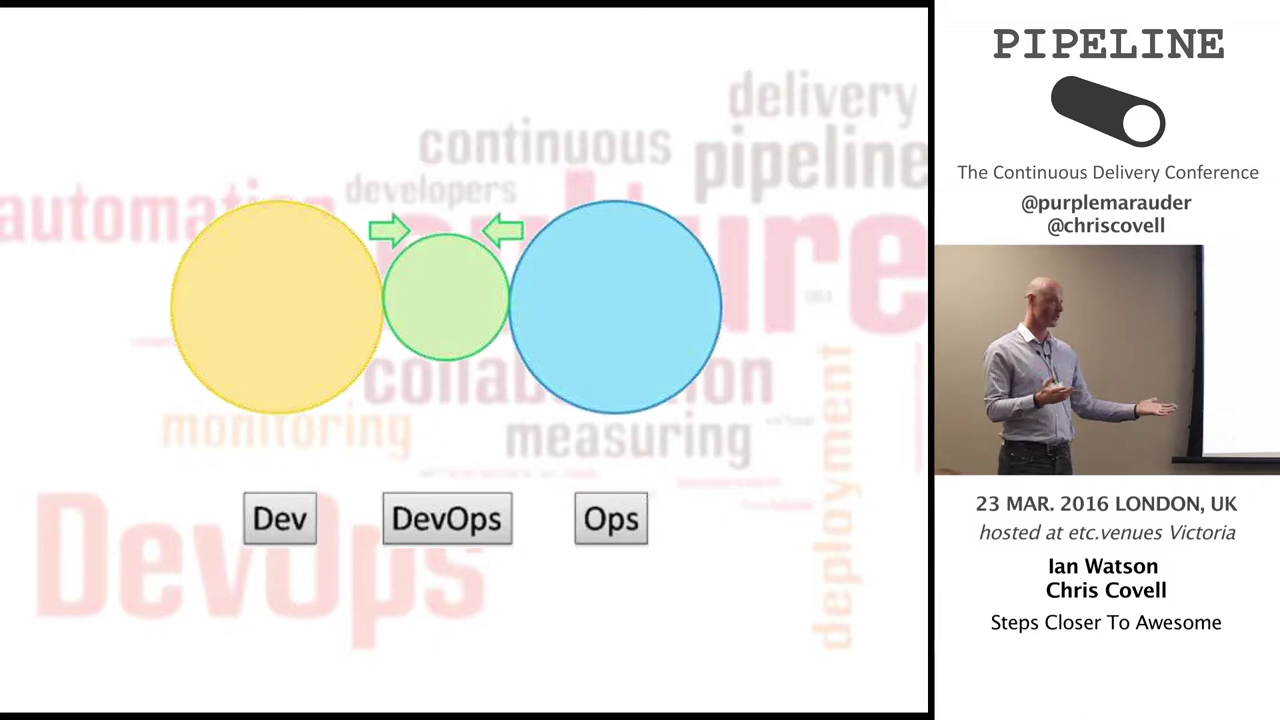 delivery
continuous
pipeline
developers
automation
collaboration
monitoring
measuring
deployment
DevOps
Dev
DevOps
Ops
PIPELINE
The Continuous Delivery Conference
@purplemarauder
@chriscovell
23 MAR. 2016 LONDON, UK
hosted at etc.venues Victoria
Ian Watson
Chris Covell
Steps Closer To Awesome